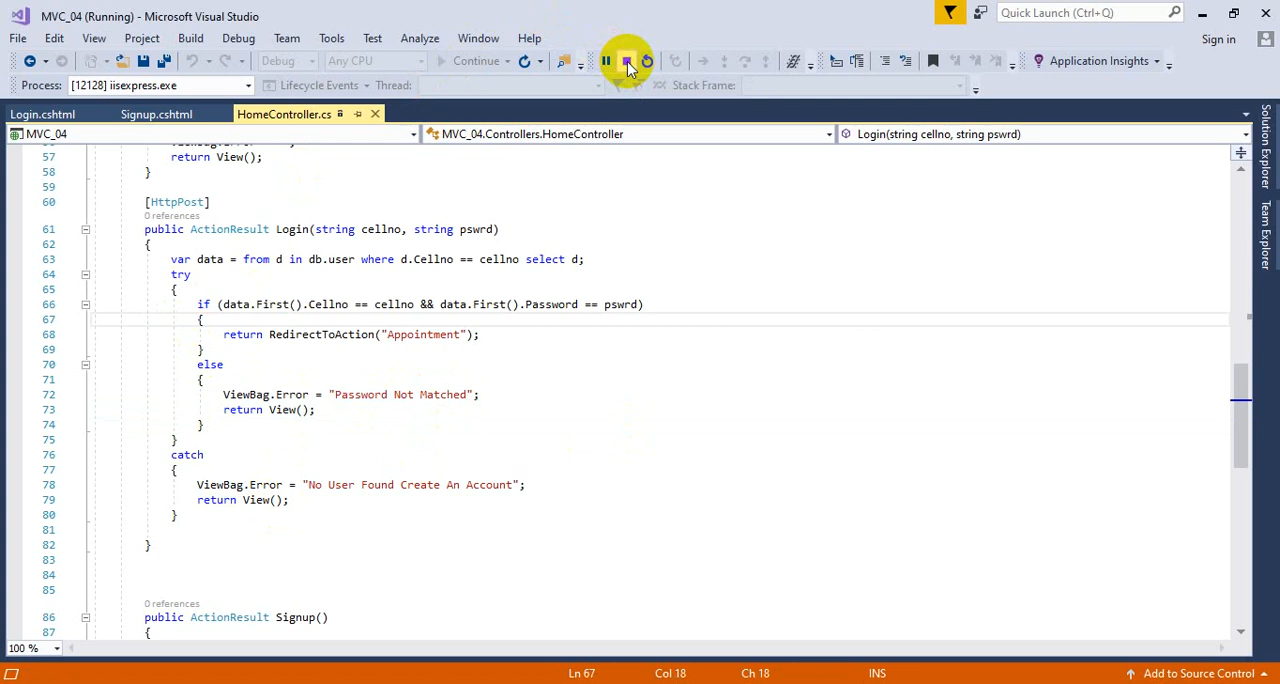 MVC_04 (Running) - Microsoft Visual Studio
Quick Launch (Ctrl+Q)
File Edit View Project Build Debug Team Tools Test Analyze Window Help
Sign in
Debug Any CPU Continue Application Insights
Process: [12128] iisexpress.exe Lifecycle Events Thread: Stack Frame:
Login.cshtml Signup.cshtml HomeController.cs
MVC_04 MVC_04.Controllers.HomeController Login(string cellno, string pswrd)
57 return View();
58 }
59
60 [HttpPost]
0 references
61 public ActionResult Login(string cellno, string pswrd)
62 {
63 var data = from d in db.user where d.Cellno == cellno select d;
64 try
65 {
66 if (data.First().Cellno == cellno && data.First().Password == pswrd)
67 {
68 return RedirectToAction("Appointment");
69 }
70 else
71 {
72 ViewBag.Error = "Password Not Matched";
73 return View();
74 }
75 }
76 catch
77 {
78 ViewBag.Error = "No User Found Create An Account";
79 return View();
80 }
81
82 }
83
84
85
0 references
86 public ActionResult Signup()
87 {
100 %
Solution Explorer
Team Explorer
Ln 67 Col 18 Ch 18 INS Add to Source Control